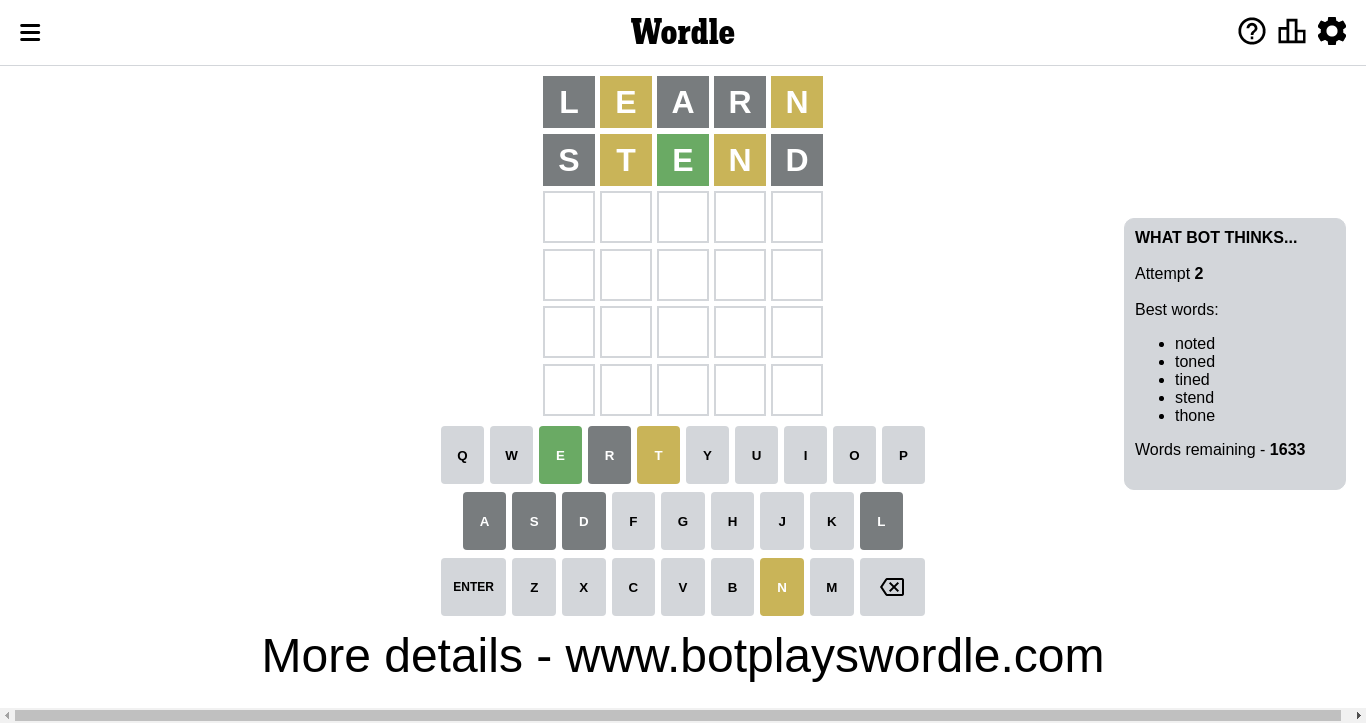 Wordle
L E A R N
S T E N D
WHAT BOT THINKS...
Attempt 2
Best words:
noted
toned
tined
stend
thone
Words remaining - 1633
Q W E R T Y U I O P
A S D F G H J K L
ENTER Z X C V B N M
More details - www.botplayswordle.com